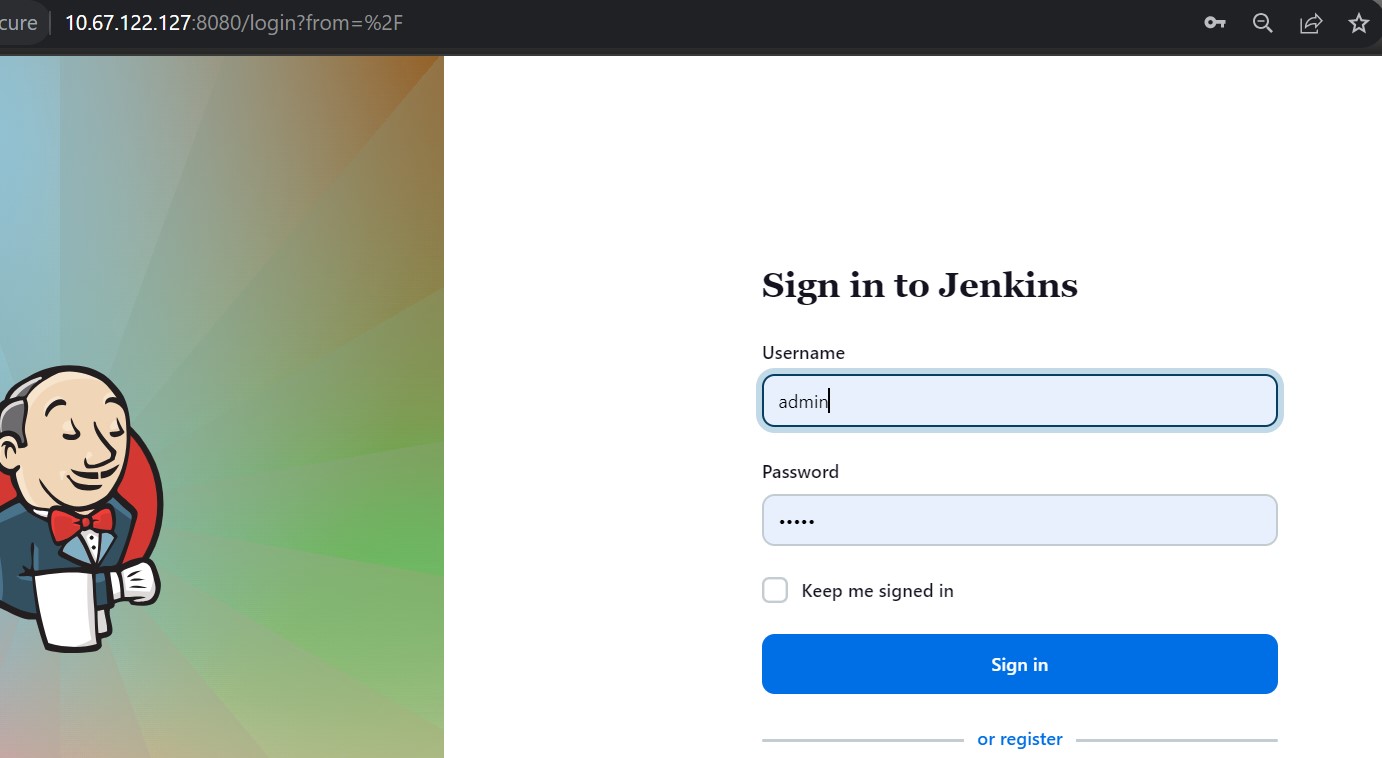 cure 10.67.122.127:8080/login?from=%2F
Sign in to Jenkins
Username
admin
Password
•••••
Keep me signed in
Sign in
or register